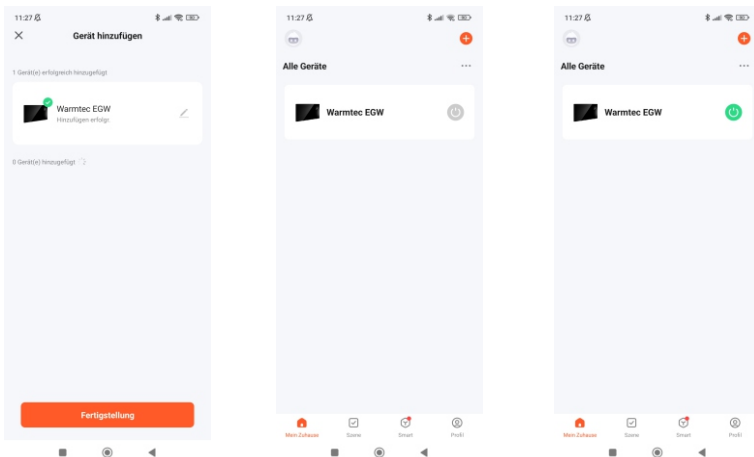 11:27
Gerät hinzufügen
1 Gerät(e) erfolgreich hinzugefügt
Warmtec EGW
Hinzufügen erfolgr.
0 Gerät(e) hinzugefügt
Fertigstellung
11:27
Alle Geräte
Warmtec EGW
Mein Zuhause
Szene
Smart
Profil
11:27
Alle Geräte
Warmtec EGW
Mein Zuhause
Szene
Smart
Profil